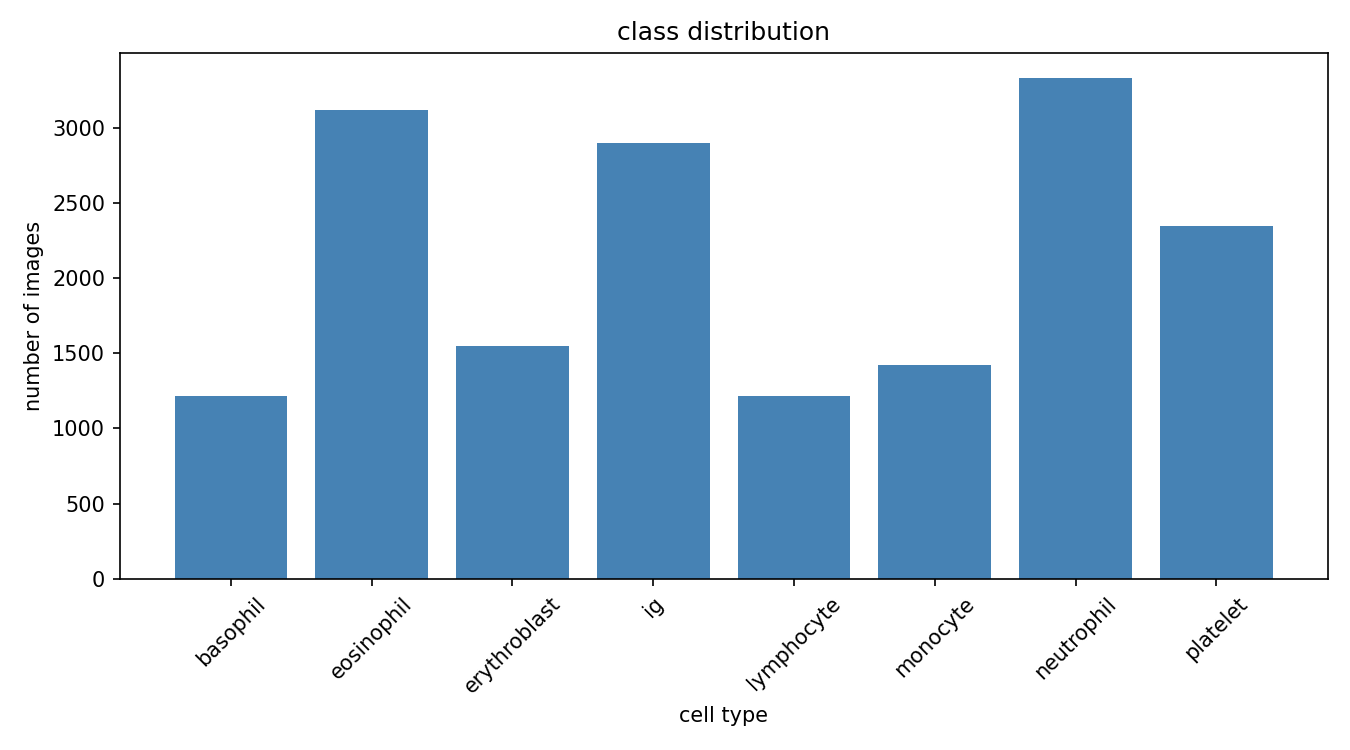 class distribution
number of images
3000
2500
2000
1500
1000
500
0
basophil
eosinophil
erythroblast
ig
lymphocyte
monocyte
neutrophil
platelet
cell type